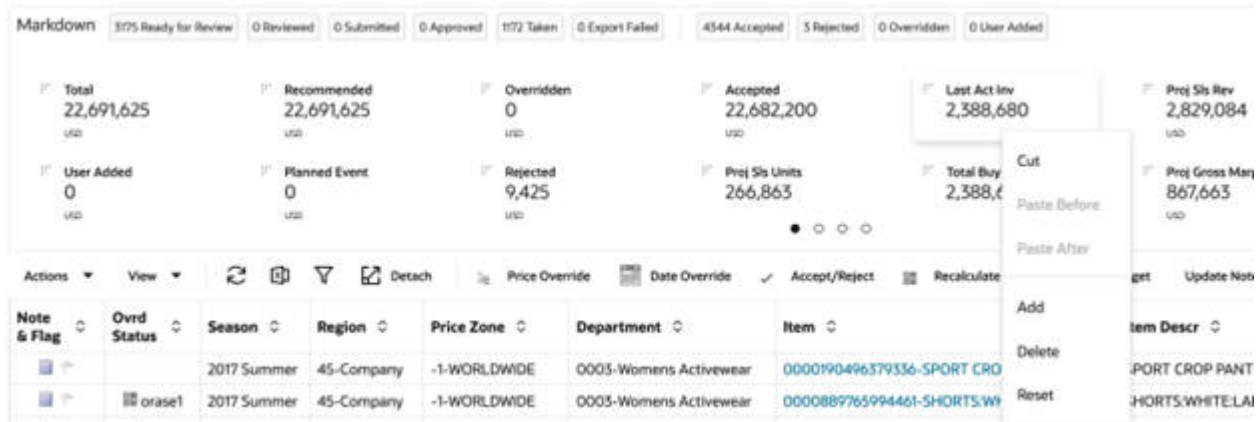 Markdown 3175 Ready for Review 0 Reviewed 0 Submitted 0 Approved 1172 Taken 0 Export Failed 4344 Accepted 3 Rejected 0 Overridden 0 User Added
Total Recommended Overridden Accepted Last Act Inv Proj Sls Rev
22,691,625 22,691,625 0 22,682,200 2,388,680 2,829,084
USD USD USD USD USD
User Added Planned Event Rejected Proj Sls Units Total Buy Proj Gross Marg
0 0 9,425 266,863 2,388,6 867,663
USD USD USD USD
Cut
Paste Before
Paste After
Add
Delete
Reset
Actions View Detach Price Override Date Override Accept/Reject Recalculate get Update Note
Note & Flag Ovrd Status Season Region Price Zone Department Item tem Descr
2017 Summer 45-Company -1-WORLDWIDE 0003-Womens Activewear 0000190496379336-SPORT CRO SPORT CROP PANT
orase1 2017 Summer 45-Company -1-WORLDWIDE 0003-Womens Activewear 0000889765994461-SHORTS:WH HORTS:WHITE:LA